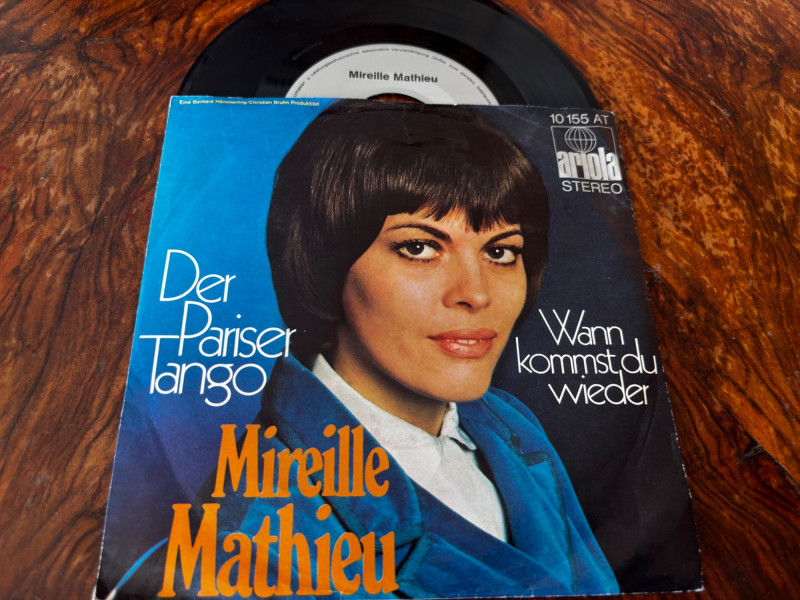 Mireille Mathieu
Eine Gerhard Hämmerling/Christian Bruhn Produktion
10 155 AT
ariola
STEREO
Der
Pariser
Tango
Wann
kommst du
wieder
Mireille
Mathieu